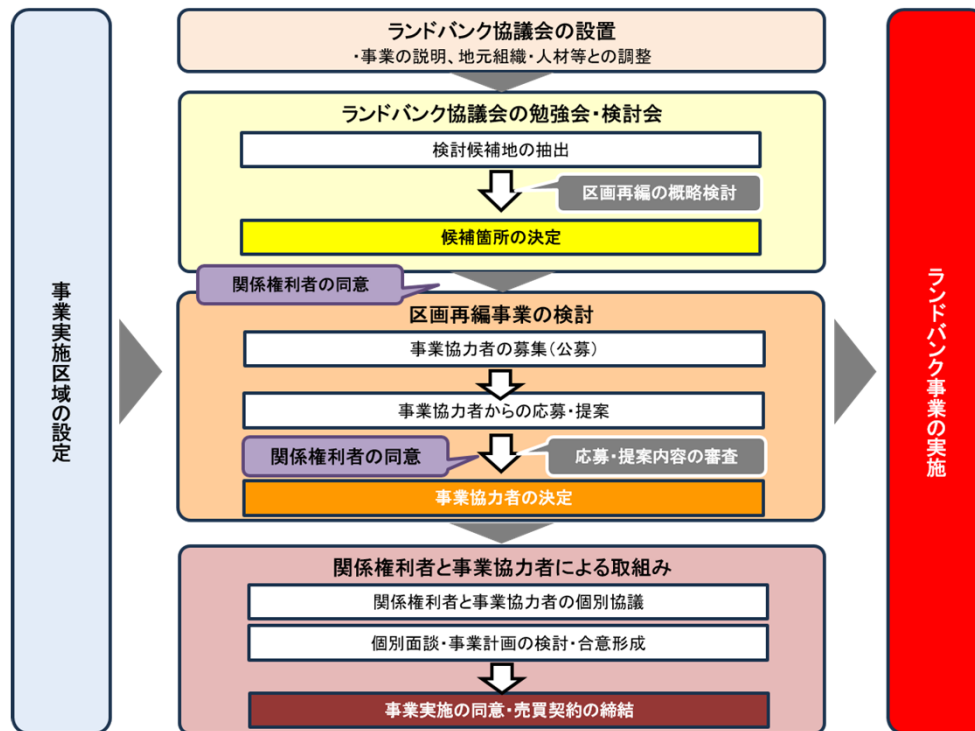 事業実施区域の設定
ランドバンク協議会の設置
・事業の説明、地元組織・人材等との調整
ランドバンク協議会の勉強会・検討会
検討候補地の抽出
区画再編の概略検討
候補箇所の決定
関係権利者の同意
区画再編事業の検討
事業協力者の募集(公募)
事業協力者からの応募・提案
関係権利者の同意
応募・提案内容の審査
事業協力者の決定
関係権利者と事業協力者による取組み
関係権利者と事業協力者の個別協議
個別面談・事業計画の検討・合意形成
事業実施の同意・売買契約の締結
ランドバンク事業の実施